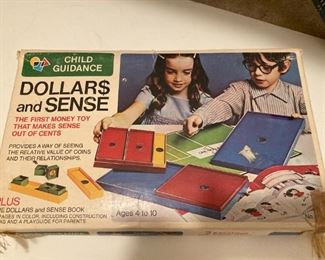 CHILD
GUIDANCE
DOLLAR$
and SENSE
THE FIRST MONEY TOY
THAT MAKES SENSE
OUT OF CENTS
PROVIDES A WAY OF SEEING
THE RELATIVE VALUE OF COINS
AND THEIR RELATIONSHIPS.
PLUS
DOLLARS and SENSE BOOK
PAGES IN COLOR, INCLUDING CONSTRUCTION
AND A PLAYGUIDE FOR PARENTS.
Ages 4 to 10